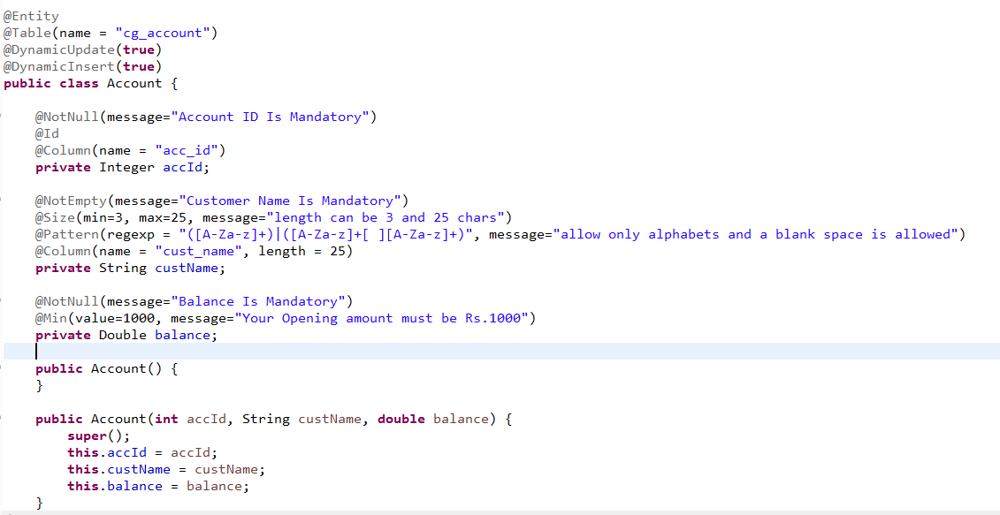 @Entity
@Table(name = "cg_account")
@DynamicUpdate(true)
@DynamicInsert(true)
public class Account {
@NotNull(message="Account ID Is Mandatory")
@Id
@Column(name = "acc_id")
private Integer accId;
@NotEmpty(message="Customer Name Is Mandatory")
@Size(min=3, max=25, message="length can be 3 and 25 chars")
@Pattern(regexp = "([A-Za-z]+)|([A-Za-z]+[ ][A-Za-z]+)", message="allow only alphabets and a blank space is allowed")
@Column(name = "cust_name", length = 25)
private String custName;
@NotNull(message="Balance Is Mandatory")
@Min(value=1000, message="Your Opening amount must be Rs.1000")
private Double balance;
public Account() {
}
public Account(int accId, String custName, double balance) {
super();
this.accId = accId;
this.custName = custName;
this.balance = balance;
}